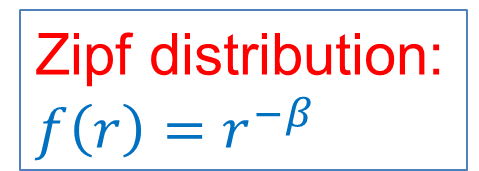 Zipf distribution:
f(r) = r^{-β}